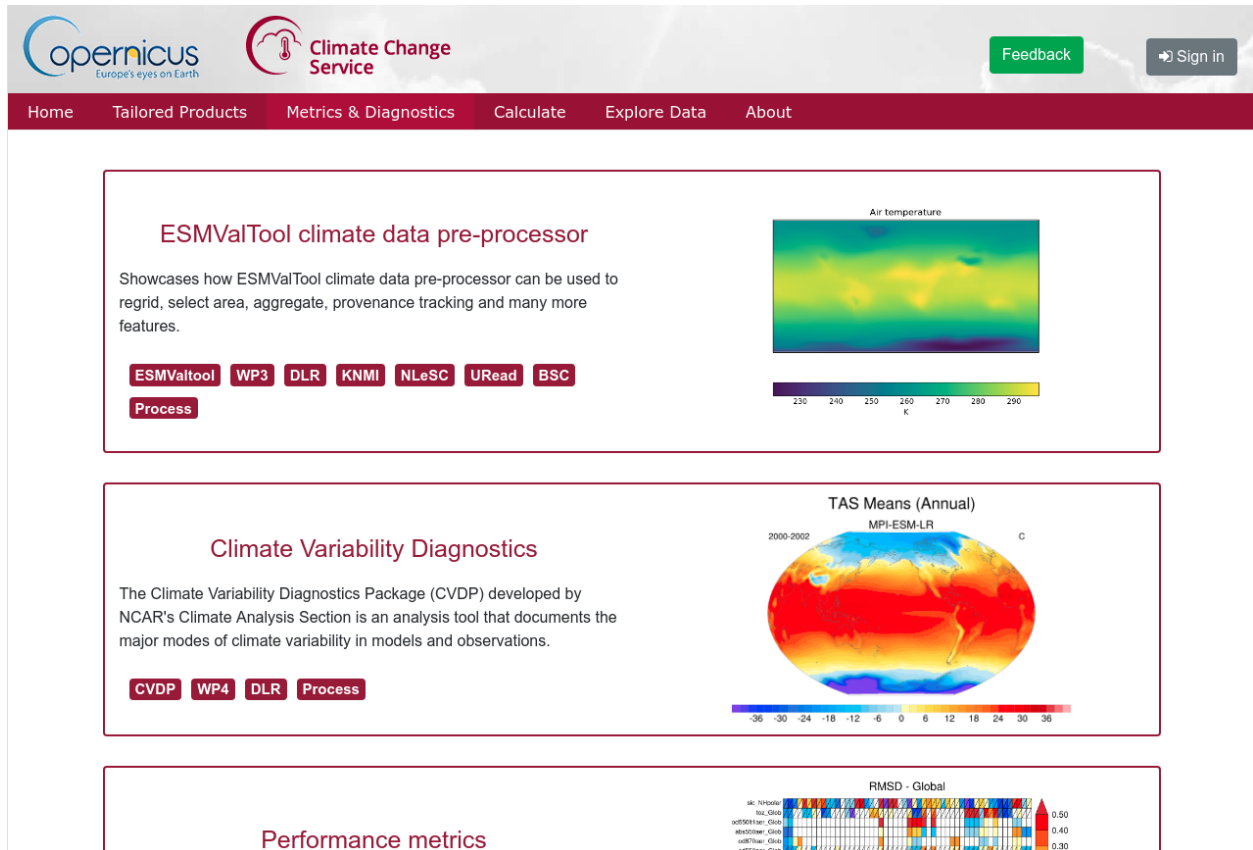 opernicus
Europe's eyes on Earth
Climate Change
Service
Feedback
Sign in
Home Tailored Products Metrics & Diagnostics Calculate Explore Data About
ESMValTool climate data pre-processor
Showcases how ESMValTool climate data pre-processor can be used to
regrid, select area, aggregate, provenance tracking and many more
features.
ESMValtool WP3 DLR KNMI NLeSC URead BSC
Process
Air temperature
230 240 250 260 270 280 290
K
Climate Variability Diagnostics
The Climate Variability Diagnostics Package (CVDP) developed by
NCAR's Climate Analysis Section is an analysis tool that documents the
major modes of climate variability in models and observations.
CVDP WP4 DLR Process
TAS Means (Annual)
MPI-ESM-LR
2000-2002 C
-36 -30 -24 -18 -12 -6 0 6 12 18 24 30 36
Performance metrics
RMSD - Global
sic_NHpolar
toz_Glob
od550lt1aer_Glob
abs550aer_Glob
od870aer_Glob
0.50
0.40
0.30